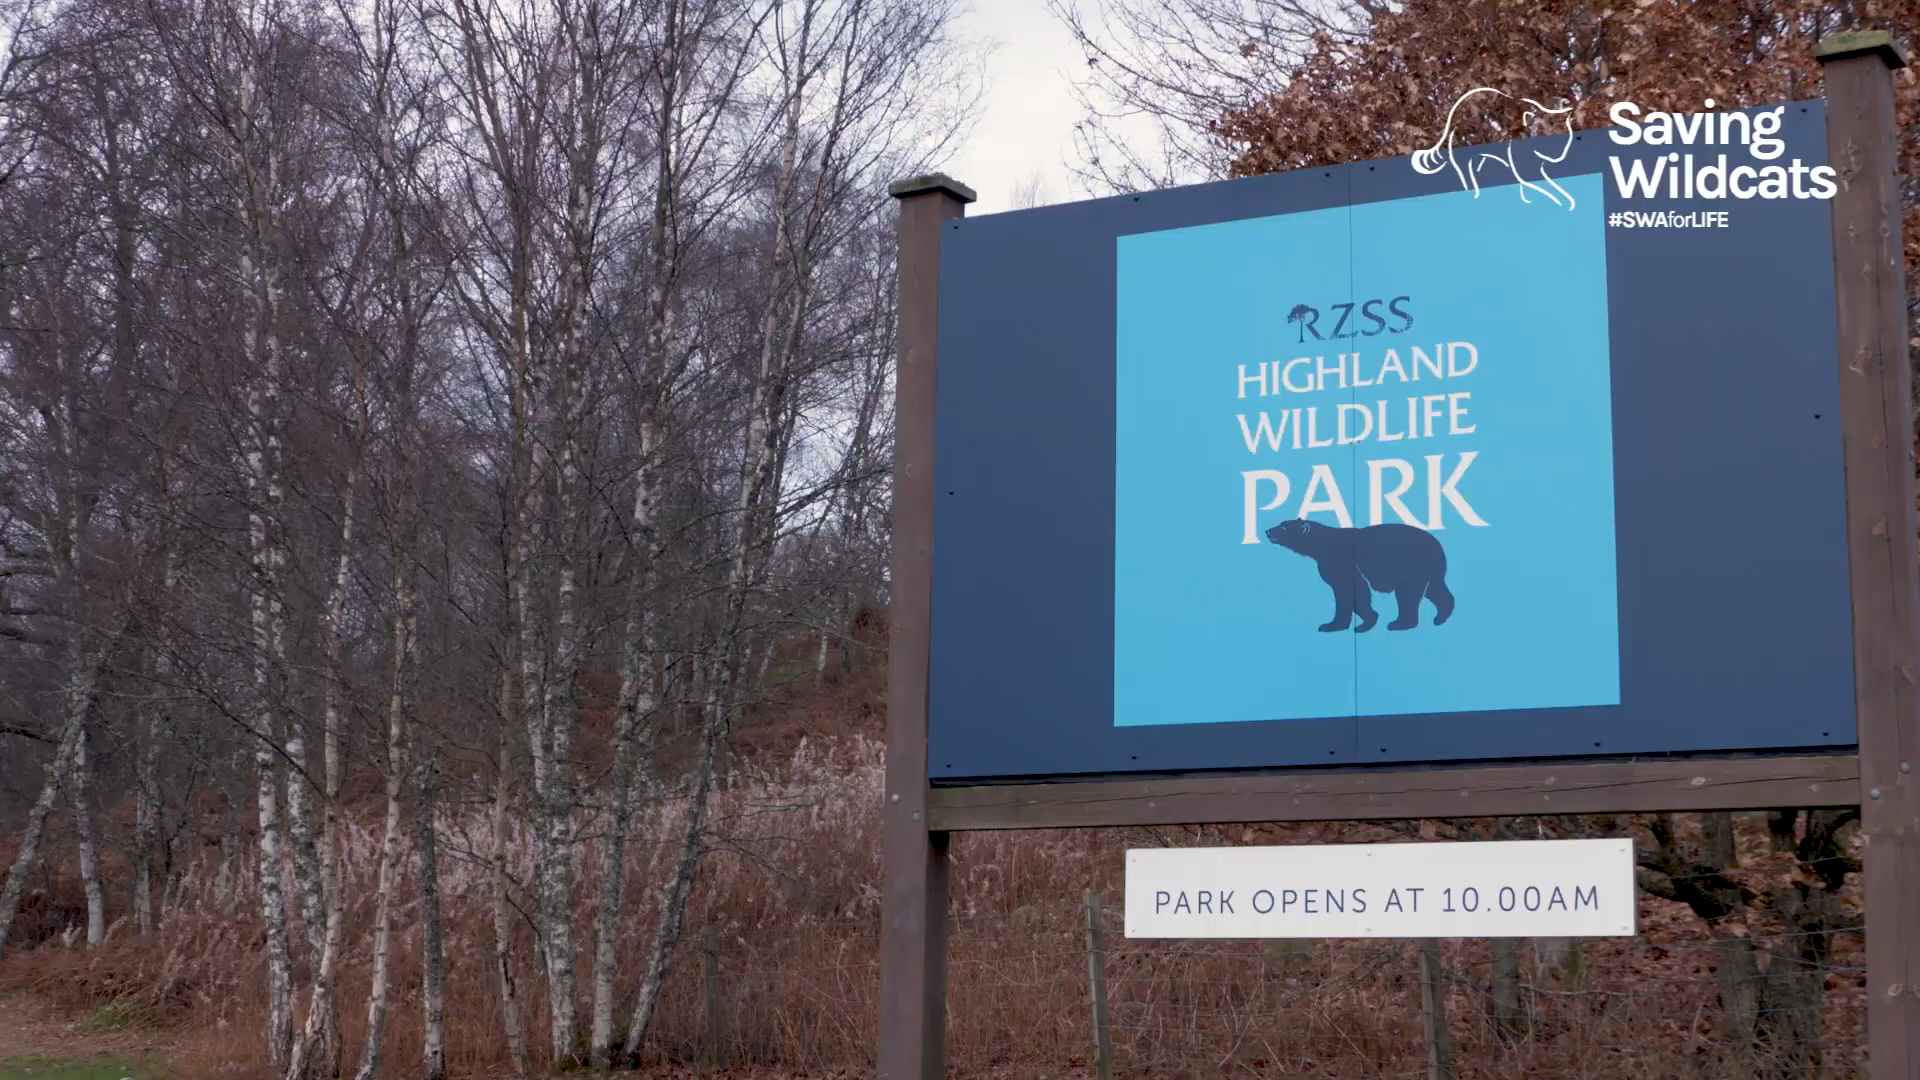 Saving
Wildcats
#SWAforLIFE
RZSS
HIGHLAND
WILDLIFE
PARK
PARK OPENS AT 10.00AM